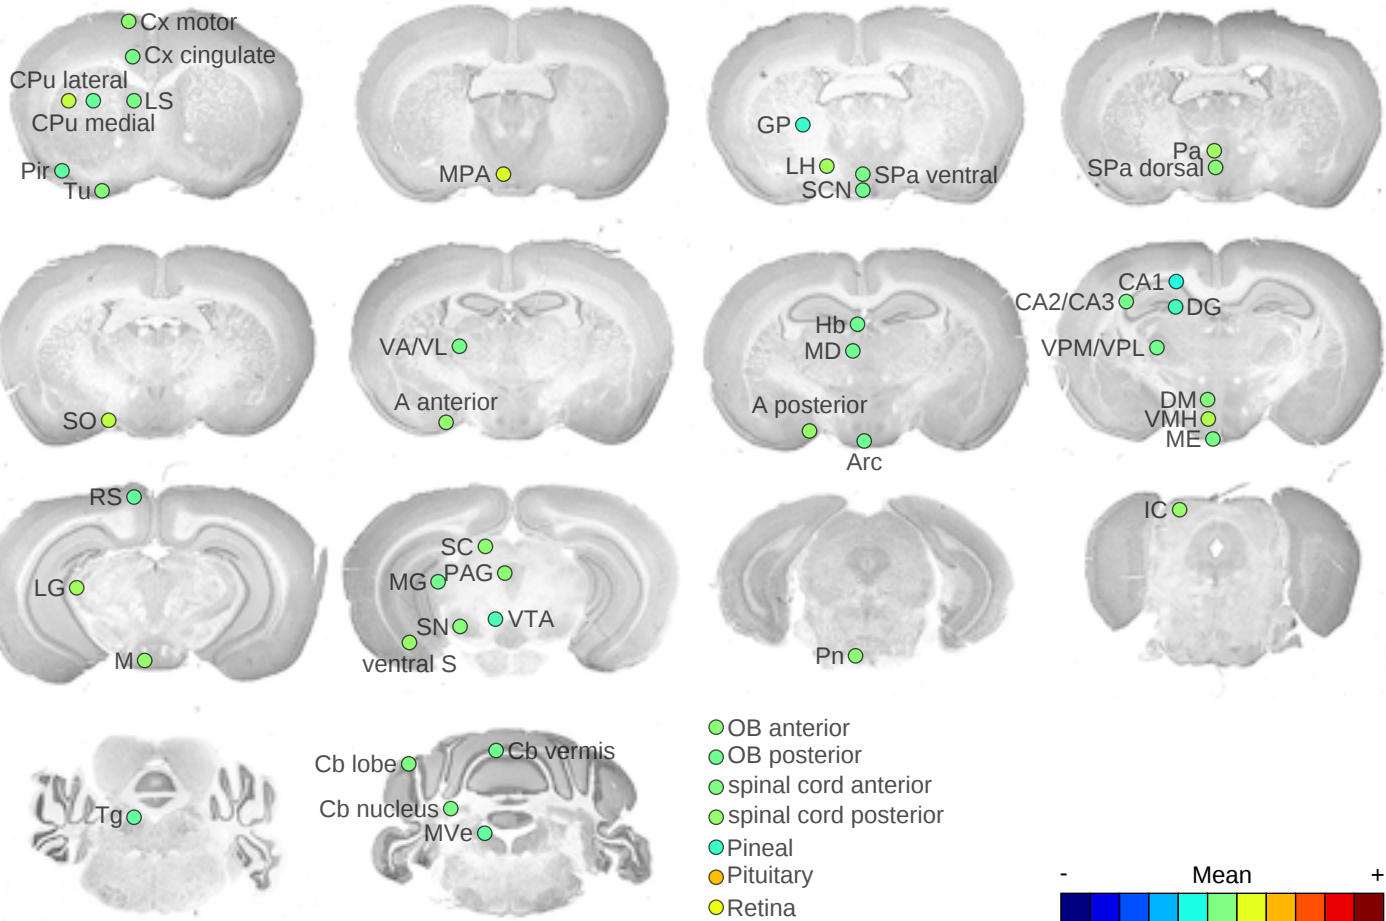 Cx motor
Cx cingulate
CPu lateral
LS
CPu medial
Pir
Tu
MPA
GP
LH
SPa ventral
SCN
Pa
SPa dorsal
SO
VA/VL
A anterior
Hb
MD
A posterior
Arc
CA1
CA2/CA3
DG
VPM/VPL
DM
VMH
ME
RS
LG
M
SC
PAG
MG
SN
VTA
ventral S
Pn
IC
Tg
Cb lobe
Cb vermis
Cb nucleus
MVe
OB anterior
OB posterior
spinal cord anterior
spinal cord posterior
Pineal
Pituitary
Retina
- Mean +